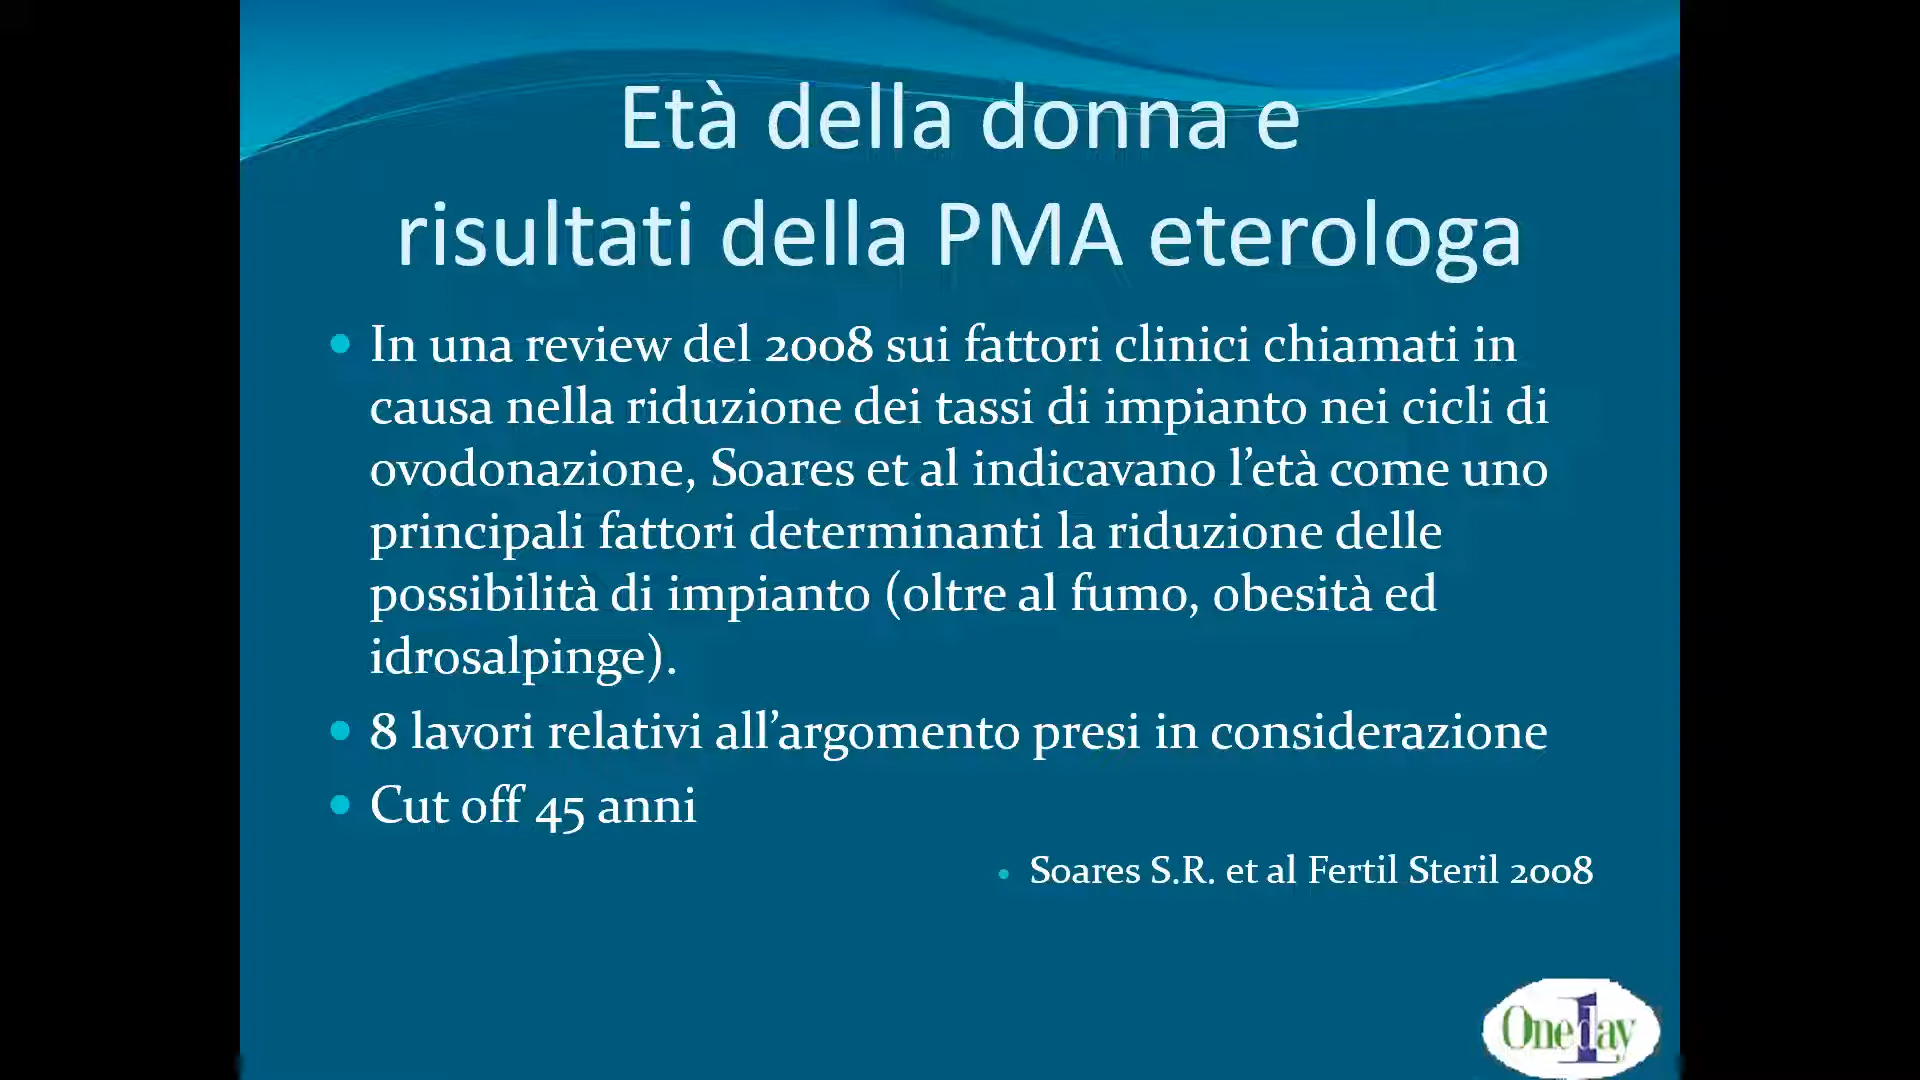 Età della donna e
risultati della PMA eterologa
In una review del 2008 sui fattori clinici chiamati in
causa nella riduzione dei tassi di impianto nei cicli di
ovodonazione, Soares et al indicavano l’età come uno
principali fattori determinanti la riduzione delle
possibilità di impianto (oltre al fumo, obesità ed
idrosalpinge).
8 lavori relativi all’argomento presi in considerazione
Cut off 45 anni
Soares S.R. et al Fertil Steril 2008
One1day